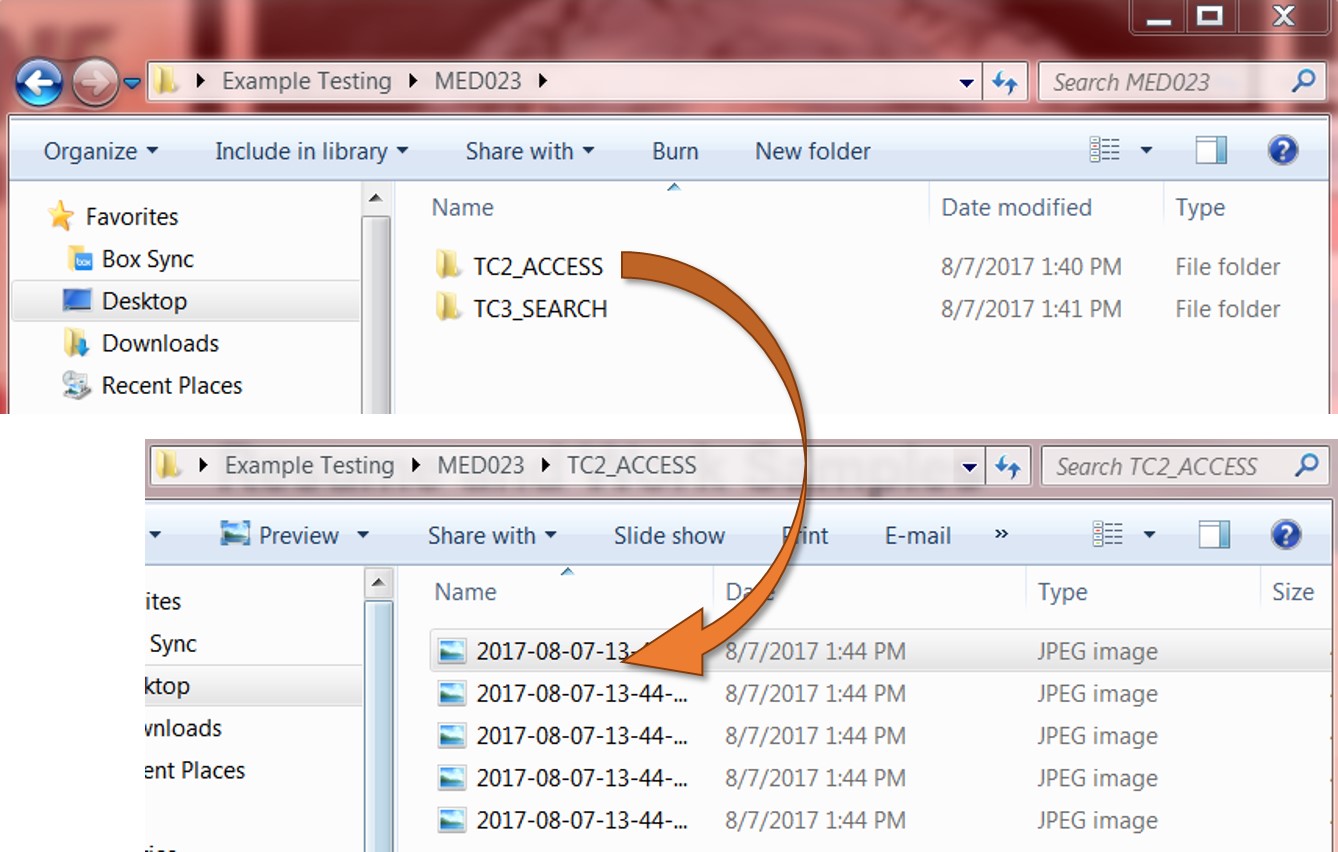 Example Testing MED023
Search MED023
Organize Include in library Share with Burn New folder
Name Date modified Type
Favorites
Box Sync
Desktop
Downloads
Recent Places
TC2_ACCESS 8/7/2017 1:40 PM File folder
TC3_SEARCH 8/7/2017 1:41 PM File folder
Example Testing MED023 TC2_ACCESS
Search TC2_ACCESS
Preview Share with Slide show Print E-mail »
Name Date Type Size
ites
Sync
ktop
wnloads
ent Places
2017-08-07-13- 8/7/2017 1:44 PM JPEG image
2017-08-07-13-44-... 8/7/2017 1:44 PM JPEG image
2017-08-07-13-44-... 8/7/2017 1:44 PM JPEG image
2017-08-07-13-44-... 8/7/2017 1:44 PM JPEG image
2017-08-07-13-44-... 8/7/2017 1:44 PM JPEG image